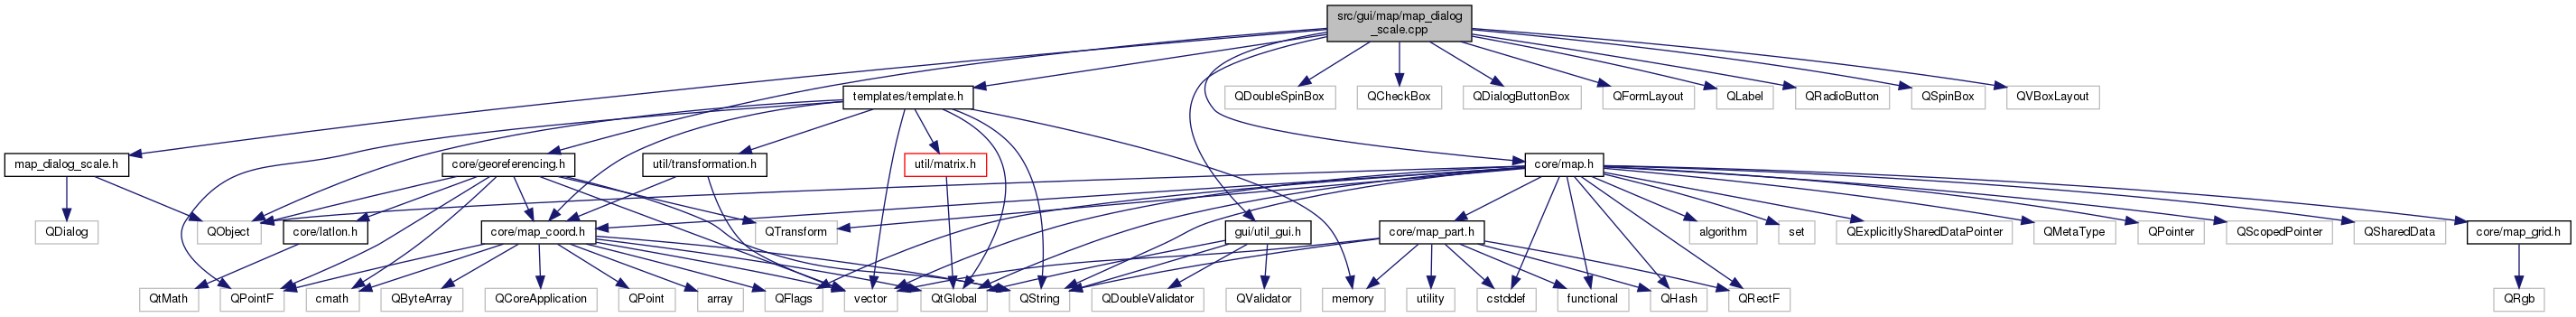 src/gui/map/map_dialog
_scale.cpp
templates/template.h
QDoubleSpinBox
QCheckBox
QDialogButtonBox
QFormLayout
QLabel
QRadioButton
QSpinBox
QVBoxLayout
map_dialog_scale.h
core/georeferencing.h
util/transformation.h
util/matrix.h
core/map.h
QDialog
QObject
core/latlon.h
core/map_coord.h
QTransform
gui/util_gui.h
core/map_part.h
algorithm
set
QExplicitlySharedDataPointer
QMetaType
QPointer
QScopedPointer
QSharedData
core/map_grid.h
QtMath
QPointF
cmath
QByteArray
QCoreApplication
QPoint
array
QFlags
vector
QtGlobal
QString
QDoubleValidator
QValidator
memory
utility
cstddef
functional
QHash
QRectF
QRgb